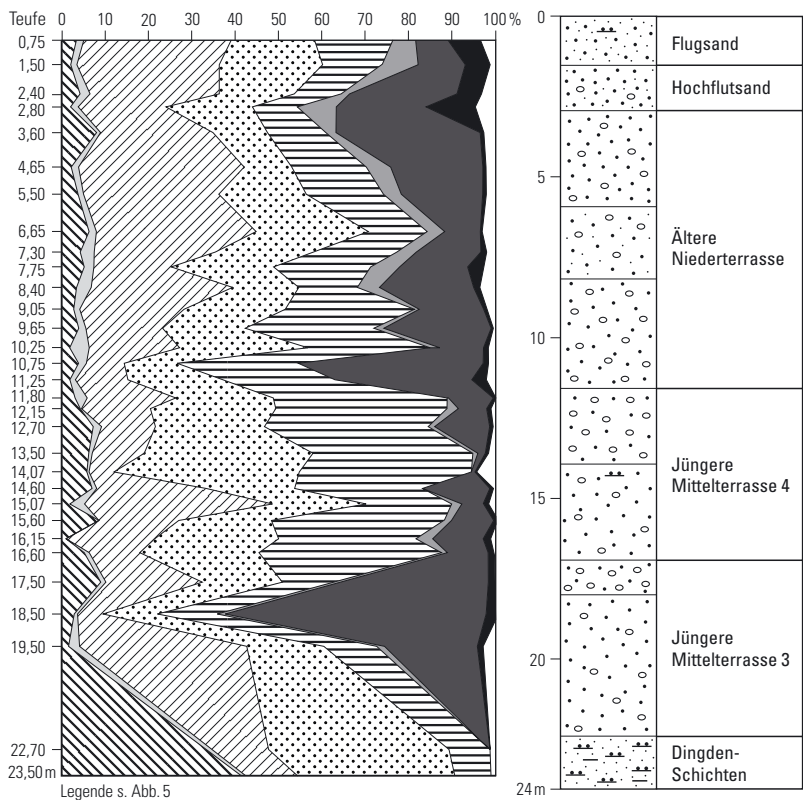 Teufe 0 10 20 30 40 50 60 70 80 90 100 %
0,75
1,50
2,40
2,80
3,60
4,65
5,50
6,65
7,30
7,75
8,40
9,05
9,65
10,25
10,75
11,25
11,80
12,15
12,70
13,50
14,07
14,60
15,07
15,60
16,15
16,60
17,50
18,50
19,50
22,70
23,50 m
Legende s. Abb. 5
0
5
10
15
20
24 m
Flugsand
Hochflutsand
Ältere
Niederterrasse
Jüngere
Mittelterrasse 4
Jüngere
Mittelterrasse 3
Dingden-
Schichten